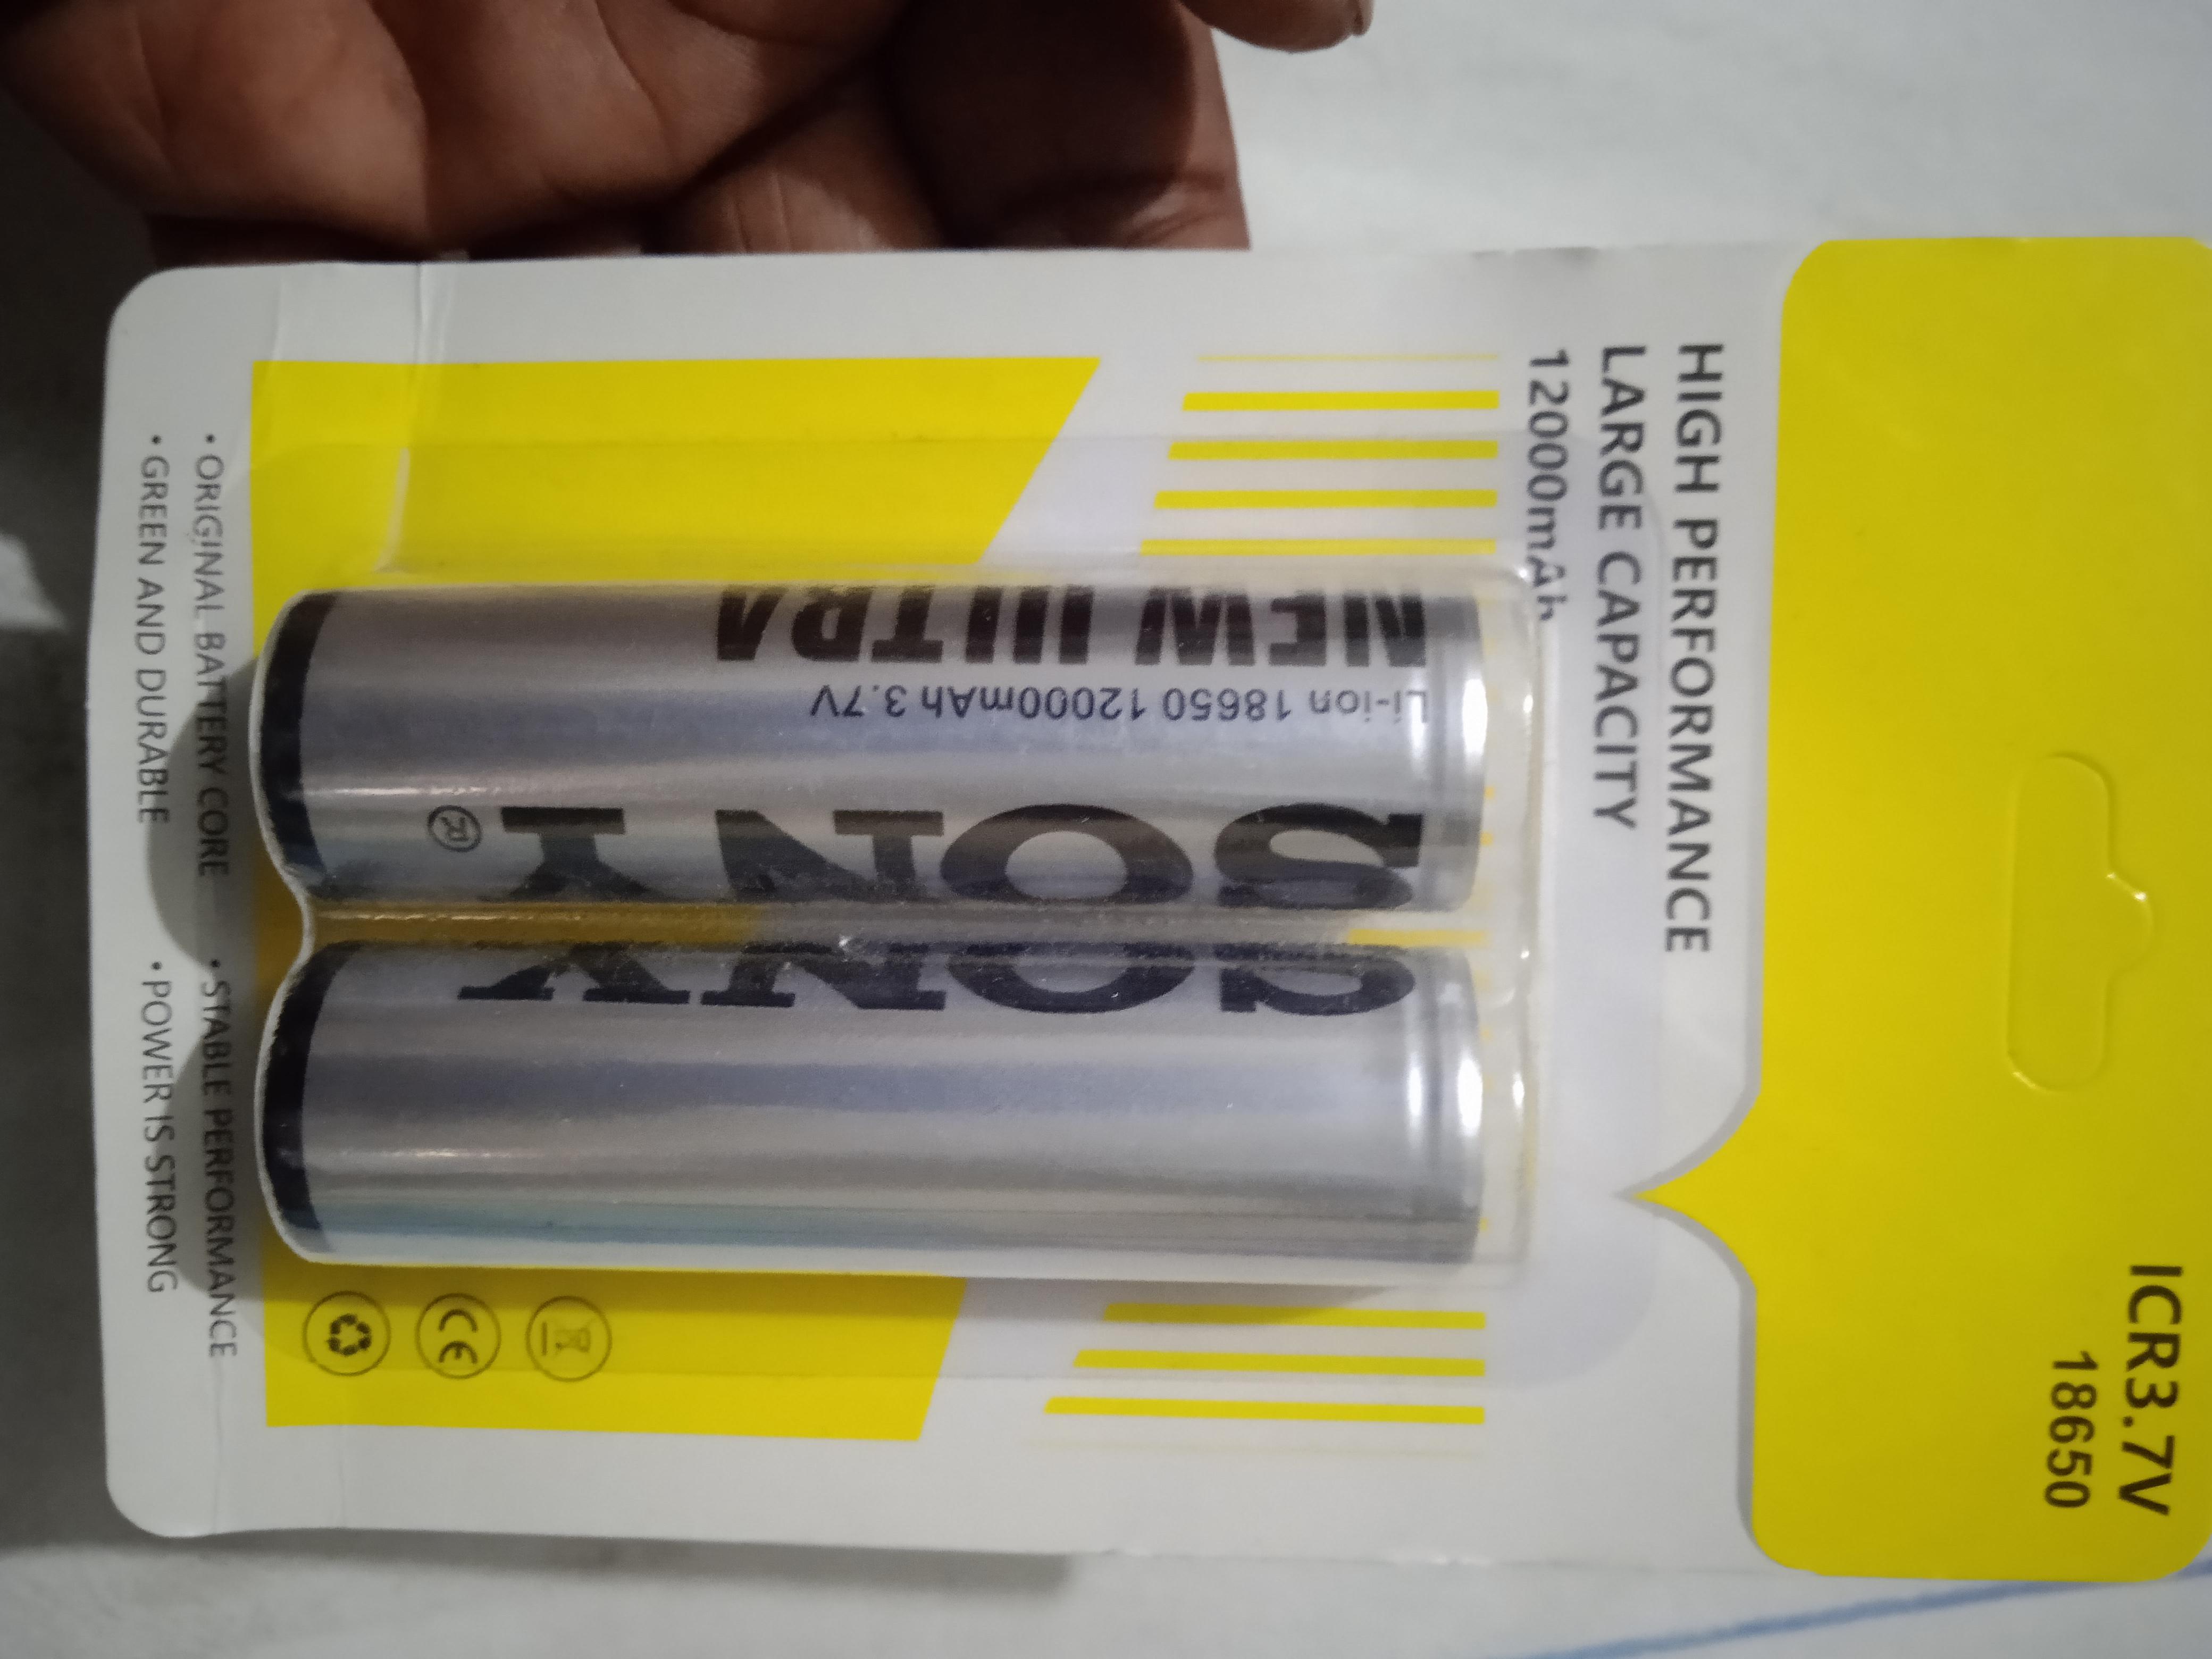 ICR3.7V
18650
HIGH PERFORMANCE
LARGE CAPACITY
12000mAh
SONY
SONY ®
Li-ion 18650 12000mAh 3.7V
NEW ULTRA
• ORIGINAL BATTERY CORE • STABLE PERFORMANCE
• GREEN AND DURABLE • POWER IS STRONG
CE